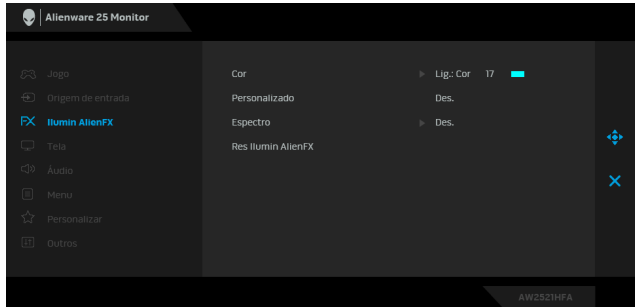 Alienware 25 Monitor
Jogo
Origem de entrada
FX Ilumin AlienFX
Tela
Áudio
Menu
Personalizar
Outros
Cor Lig.: Cor 17
Personalizado Des.
Espectro Des.
Res Ilumin AlienFX
AW2521HFA